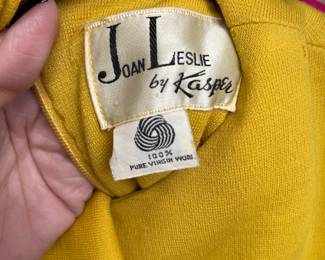 JOAN LESLIE
by Kasper
100%
PURE VIRGIN WOOL